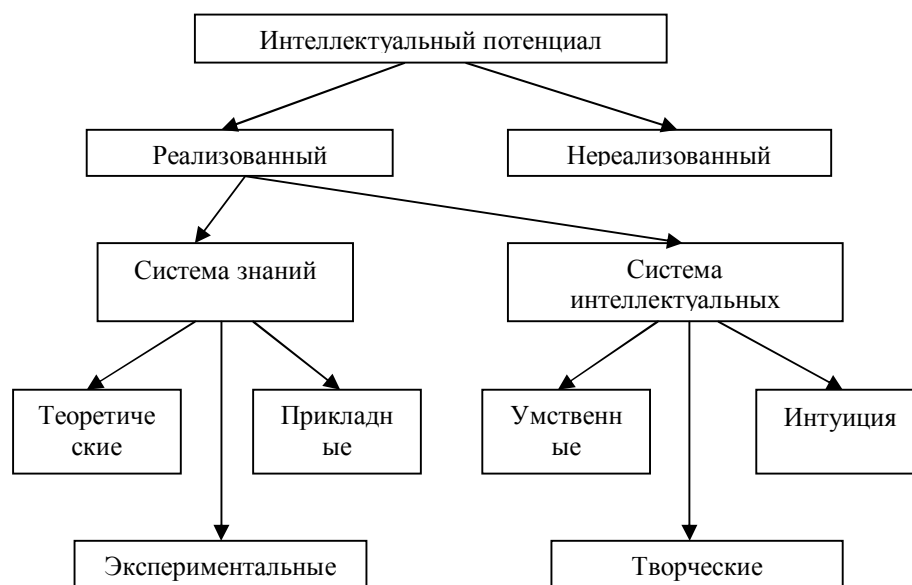 Интеллектуальный потенциал
Реализованный
Нереализованный
Система знаний
Система
интеллектуальных
Теоретиче
ские
Прикладн
ые
Умственн
ые
Интуиция
Экспериментальные
Творческие